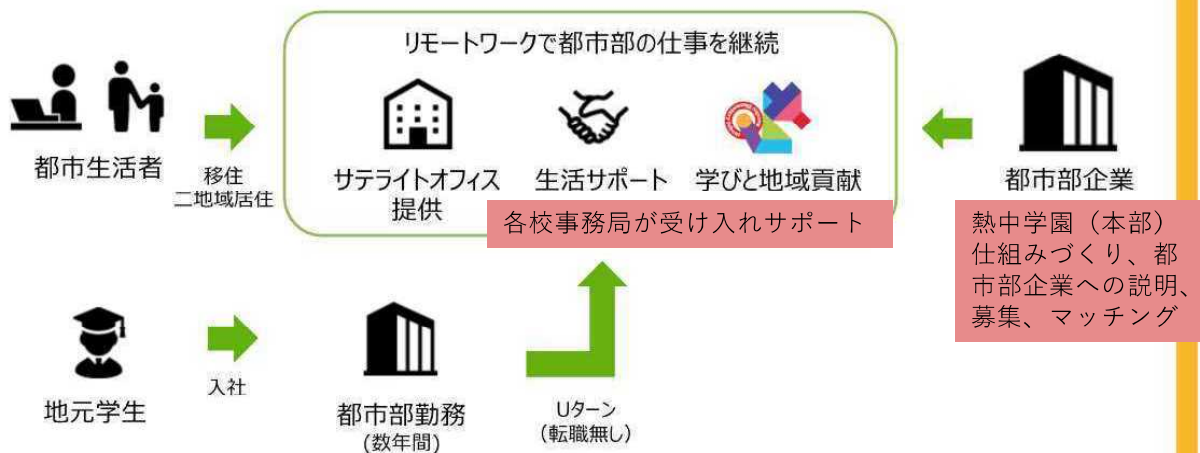 リモートワークで都市部の仕事を継続
都市生活者
移住
二地域居住
サテライトオフィス
提供
生活サポート
学びと地域貢献
各校事務局が受け入れサポート
都市部企業
熱中学園（本部）
仕組みづくり、都
市部企業への説明、
募集、マッチング
地元学生
入社
都市部勤務
(数年間)
Uターン
(転職無し)